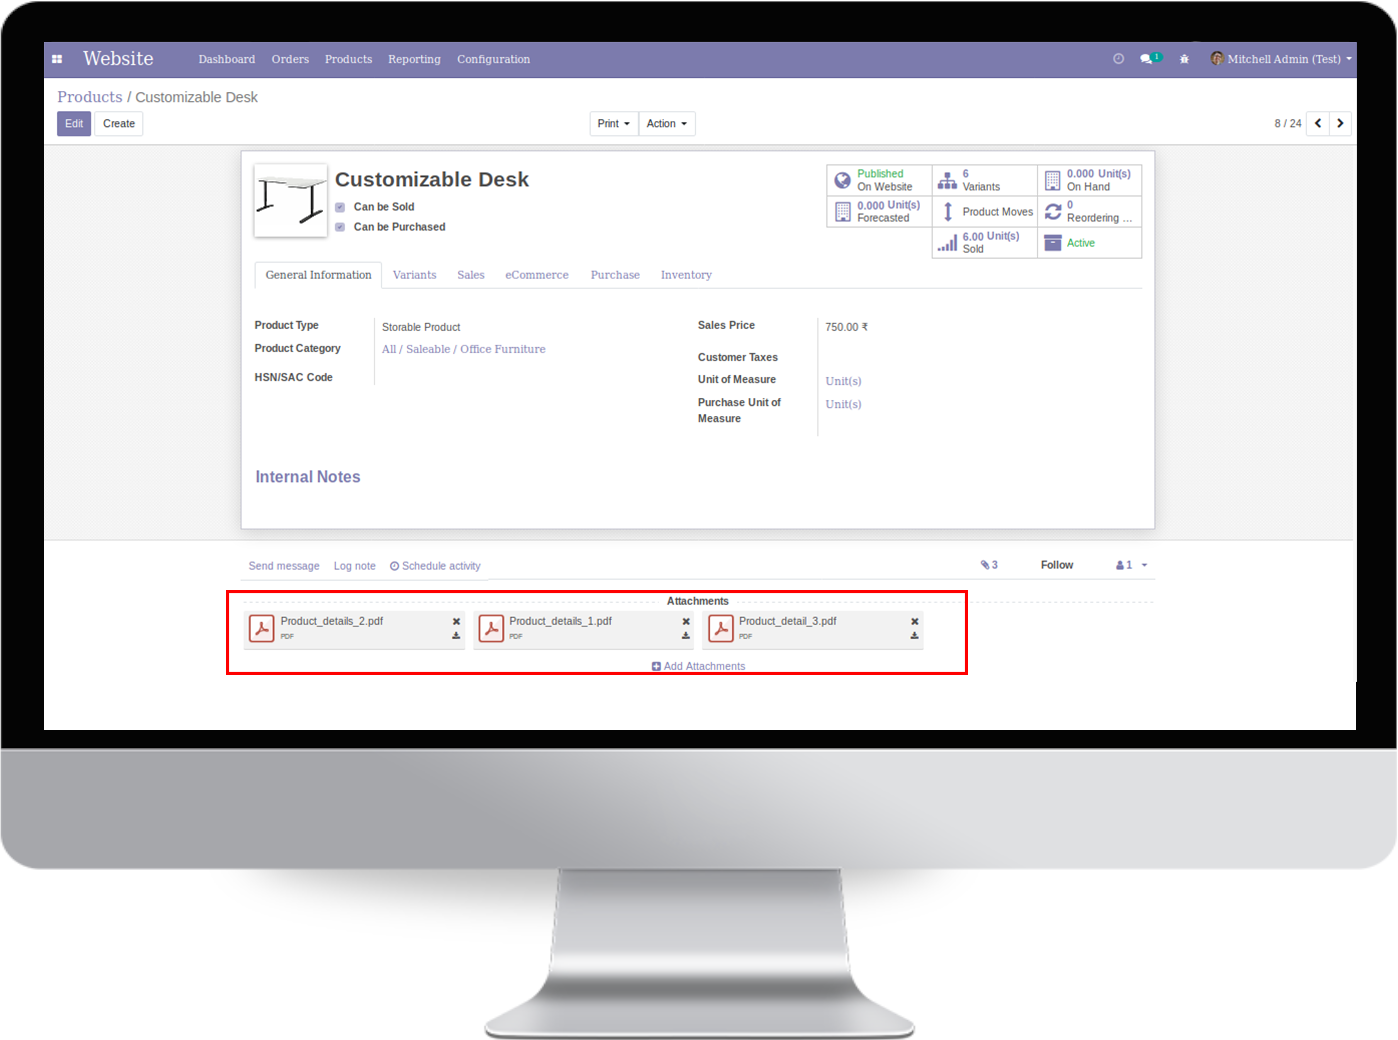 Website Dashboard Orders Products Reporting Configuration 1 Mitchell Admin (Test)
Products / Customizable Desk
Edit Create Print Action 8 / 24
Customizable Desk
Can be Sold
Can be Purchased
Published
On Website
6
Variants
0.000 Unit(s)
On Hand
0.000 Unit(s)
Forecasted
Product Moves
0
Reordering ...
6.00 Unit(s)
Sold
Active
General Information Variants Sales eCommerce Purchase Inventory
Product Type Storable Product
Product Category All / Saleable / Office Furniture
HSN/SAC Code
Sales Price 750.00 ₹
Customer Taxes
Unit of Measure Unit(s)
Purchase Unit of Measure Unit(s)
Internal Notes
Send message Log note Schedule activity 3 Follow 1
Attachments
Product_details_2.pdf
PDF
Product_details_1.pdf
PDF
Product_detail_3.pdf
PDF
Add Attachments